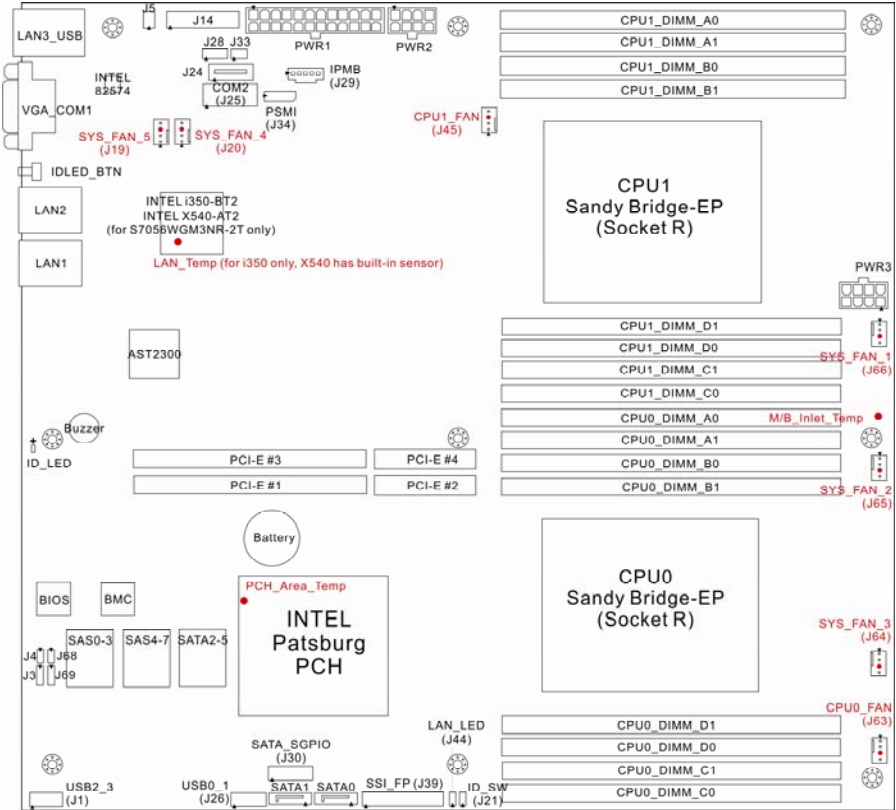 LAN3_USB
J5
J14
PWR1
PWR2
J28
J33
J24
COM2
(J25)
IPMB
(J29)
PSMI
(J34)
INTEL
82574
VGA_COM1
SYS_FAN_5
(J19)
SYS_FAN_4
(J20)
CPU1_FAN
(J45)
CPU1_DIMM_A0
CPU1_DIMM_A1
CPU1_DIMM_B0
CPU1_DIMM_B1
IDLED_BTN
LAN2
LAN1
INTEL i350-BT2
INTEL X540-AT2
(for S7056WGM3NR-2T only)
LAN_Temp (for i350 only, X540 has built-in sensor)
CPU1
Sandy Bridge-EP
(Socket R)
PWR3
AST2300
CPU1_DIMM_D1
CPU1_DIMM_D0
CPU1_DIMM_C1
CPU1_DIMM_C0
CPU0_DIMM_A0
CPU0_DIMM_A1
CPU0_DIMM_B0
CPU0_DIMM_B1
SYS_FAN_1
(J66)
M/B_Inlet_Temp
SYS_FAN_2
(J65)
Buzzer
ID_LED
PCI-E #3
PCI-E #4
PCI-E #1
PCI-E #2
Battery
BIOS
BMC
PCH_Area_Temp
INTEL
Patsburg
PCH
CPU0
Sandy Bridge-EP
(Socket R)
SYS_FAN_3
(J64)
J4
J68
J3
J69
SAS0-3
SAS4-7
SATA2-5
CPU0_FAN
(J63)
LAN_LED
(J44)
CPU0_DIMM_D1
CPU0_DIMM_D0
CPU0_DIMM_C1
CPU0_DIMM_C0
SATA_SGPIO
(J30)
USB2_3
(J1)
USB0_1
(J26)
SATA1
SATA0
SSI_FP (J39)
ID_SW
(J21)